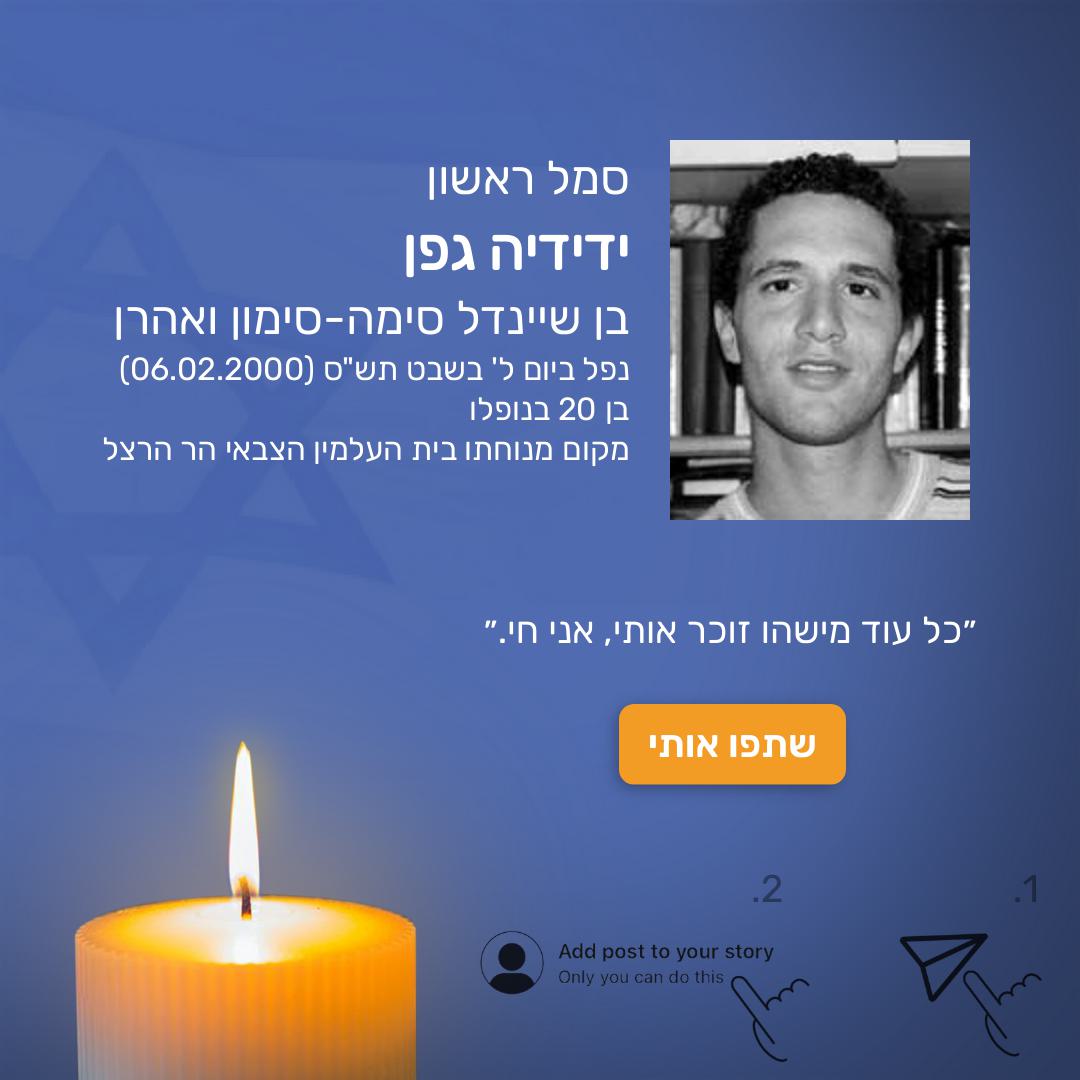 סמל ראשון
ידידיה גפן
בן שיינדל סימה-סימון ואהרן
נפל ביום ל' בשבט תש"ס (06.02.2000)
בן 20 בנופלו
מקום מנוחתו בית העלמין הצבאי הר הרצל
״כל עוד מישהו זוכר אותי, אני חי.״
שתפו אותי
1.
2.
Add post to your story
Only you can do this